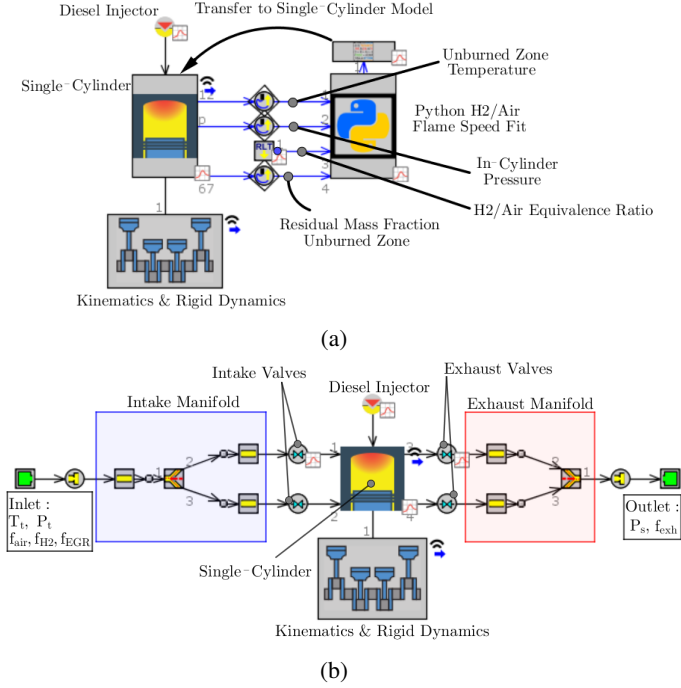 Diesel Injector
Transfer to Single-Cylinder Model
Unburned Zone
Temperature
Single-Cylinder
12
1
1
p
2
Python H2/Air
Flame Speed Fit
RLT
1
3
In-Cylinder
Pressure
67
4
H2/Air Equivalence Ratio
1
Residual Mass Fraction
Unburned Zone
Kinematics & Rigid Dynamics
(a)
Intake Valves
Exhaust Valves
Diesel Injector
Intake Manifold
Exhaust Manifold
1
2
3
1
2
3
4
2
3
1
Inlet :
Tt, Pt
fair, fH2, fEGR
Outlet :
Ps, fexh
1
Single-Cylinder
Kinematics & Rigid Dynamics
(b)